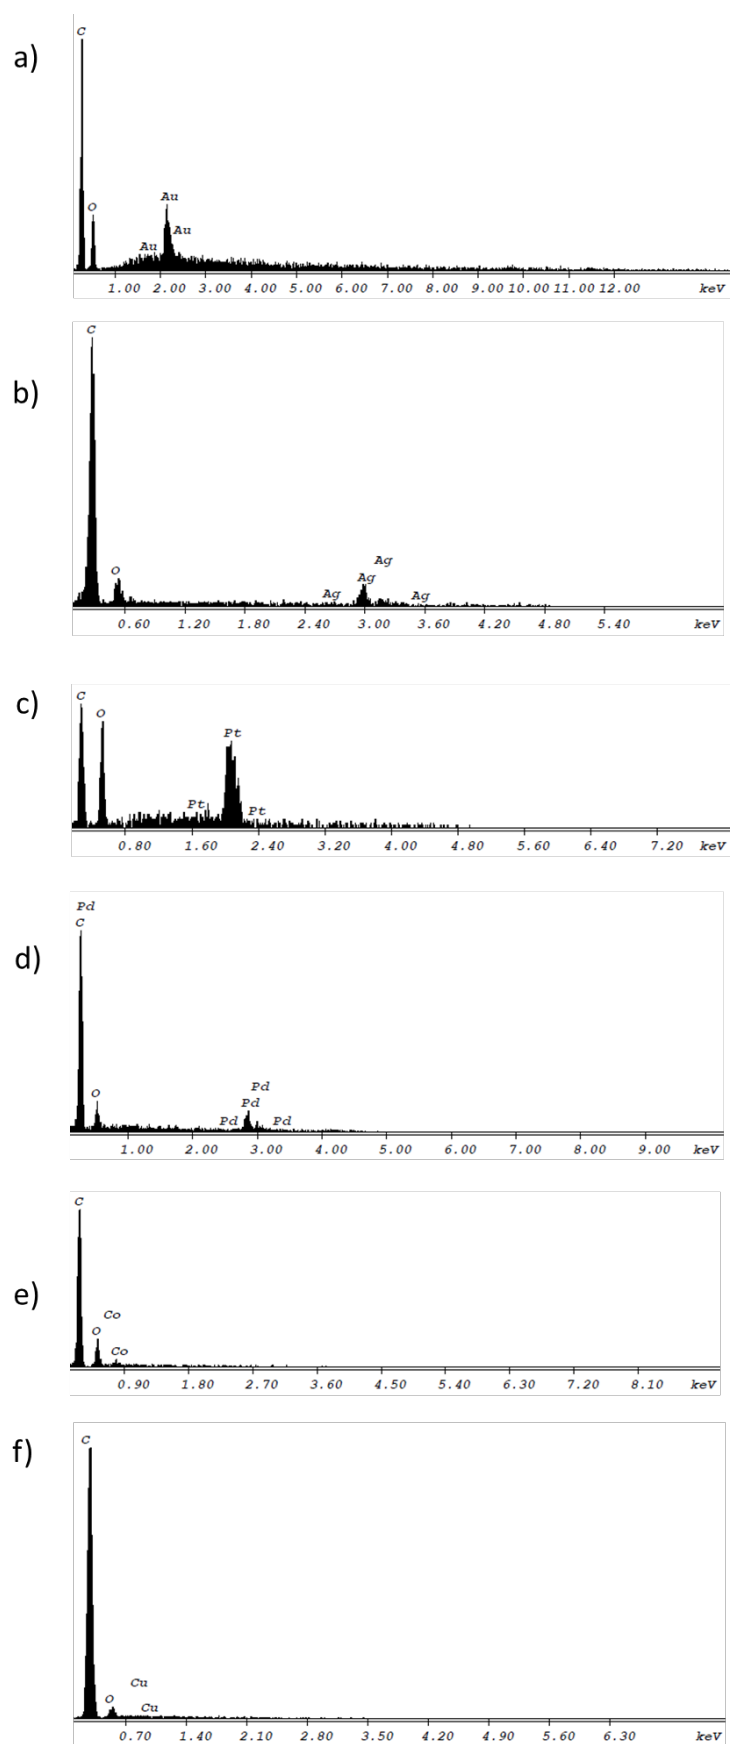 a)
C
O
Au
Au
Au
1.00 2.00 3.00 4.00 5.00 6.00 7.00 8.00 9.00 10.00 11.00 12.00 keV
b)
C
O
Ag
Ag
Ag
Ag
0.60 1.20 1.80 2.40 3.00 3.60 4.20 4.80 5.40 keV
c)
C
O
Pt
Pt
Pt
0.80 1.60 2.40 3.20 4.00 4.80 5.60 6.40 7.20 keV
d)
Pd
C
O
Pd
Pd
Pd
Pd
1.00 2.00 3.00 4.00 5.00 6.00 7.00 8.00 9.00 keV
e)
C
Co
O
Co
0.90 1.80 2.70 3.60 4.50 5.40 6.30 7.20 8.10 keV
f)
C
Cu
O
Cu
0.70 1.40 2.10 2.80 3.50 4.20 4.90 5.60 6.30 keV